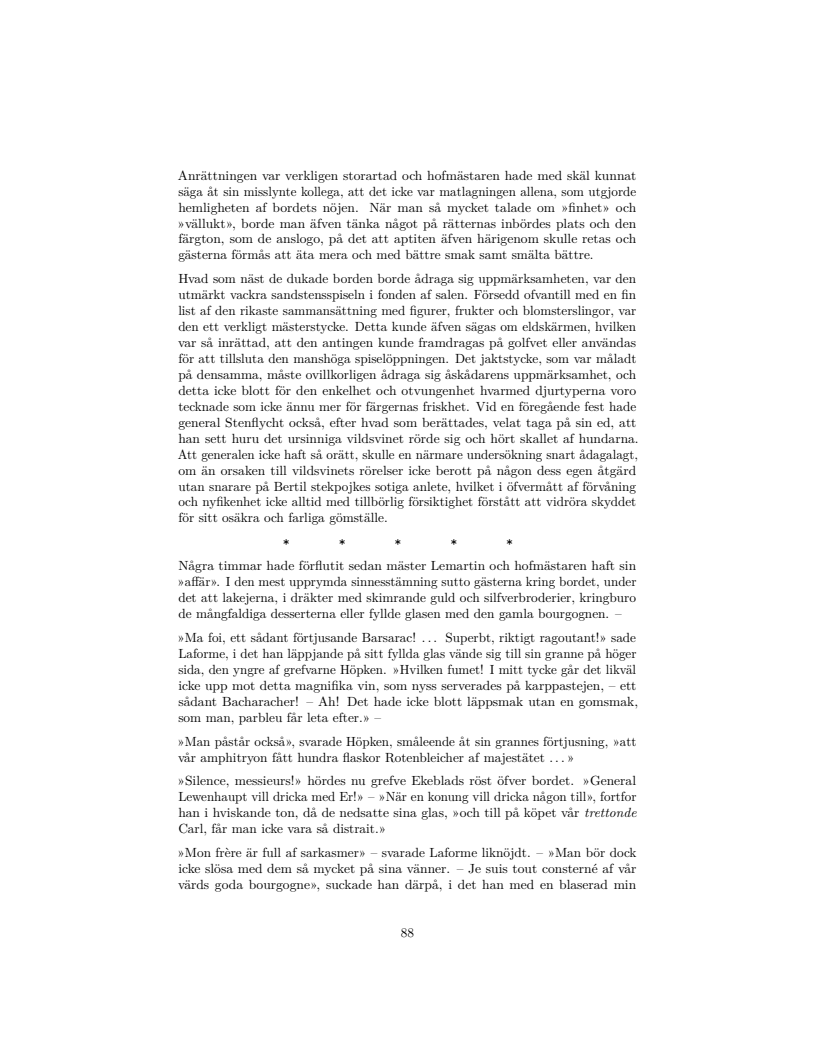 Anrättningen var verkligen storartad och hofmästaren hade med skäl kunnat
säga åt sin misslynte kollega, att det icke var matlagningen allena, som utgjorde
hemligheten af bordets nöjen. När man så mycket talade om »finhet» och
»vällukt», borde man äfven tänka något på rätternas inbördes plats och den
färgton, som de anslogo, på det att aptiten äfven härigenom skulle retas och
gästerna förmås att äta mera och med bättre smak samt smälta bättre.
Hvad som näst de dukade borden borde ådraga sig uppmärksamheten, var den
utmärkt vackra sandstensspiseln i fonden af salen. Försedd ofvantill med en fin
list af den rikaste sammansättning med figurer, frukter och blomsterslingor, var
den ett verkligt mästerstycke. Detta kunde äfven sägas om eldskärmen, hvilken
var så inrättad, att den antingen kunde framdragas på golfvet eller användas
för att tillsluta den manshöga spiselöppningen. Det jaktstycke, som var måladt
på densamma, måste ovillkorligen ådraga sig åskådarens uppmärksamhet, och
detta icke blott för den enkelhet och otvungenhet hvarmed djurtyperna voro
tecknade som icke ännu mer för färgernas friskhet. Vid en föregående fest hade
general Stenflycht också, efter hvad som berättades, velat taga på sin ed, att
han sett huru det ursinniga vildsvinet rörde sig och hört skallet af hundarna.
Att generalen icke haft så orätt, skulle en närmare undersökning snart ådagalagt,
om än orsaken till vildsvinets rörelser icke berott på någon dess egen åtgärd
utan snarare på Bertil stekpojkes sotiga anlete, hvilket i öfvermått af förvåning
och nyfikenhet icke alltid med tillbörlig försiktighet förstått att vidröra skyddet
för sitt osäkra och farliga gömställe.
* * * * *
Några timmar hade förflutit sedan mäster Lemartin och hofmästaren haft sin
»affär». I den mest upprymda sinnesstämning sutto gästerna kring bordet, under
det att lakejerna, i dräkter med skimrande guld och silfverbroderier, kringburo
de mångfaldiga desserterna eller fyllde glasen med den gamla bourgognen. –
»Ma foi, ett sådant förtjusande Barsarac! ... Superbt, riktigt ragoutant!» sade
Laforme, i det han läppjande på sitt fyllda glas vände sig till sin granne på höger
sida, den yngre af grefvarne Höpken. »Hvilken fumet! I mitt tycke går det likväl
icke upp mot detta magnifika vin, som nyss serverades på karppastejen, – ett
sådant Bacharacher! – Ah! Det hade icke blott läppsmak utan en gomsmak,
som man, parbleu får leta efter.» –
»Man påstår också», svarade Höpken, småleende åt sin grannes förtjusning, »att
vår amphitryon fått hundra flaskor Rotenbleicher af majestätet ... »
»Silence, messieurs!» hördes nu grefve Ekeblads röst öfver bordet. »General
Lewenhaupt vill dricka med Er!» – »När en konung vill dricka någon till», fortfor
han i hviskande ton, då de nedsatte sina glas, »och till på köpet vår trettonde
Carl, får man icke vara så distrait.»
»Mon frère är full af sarkasmer» – svarade Laforme liknöjdt. – »Man bör dock
icke slösa med dem så mycket på sina vänner. – Je suis tout consterné af vår
värds goda bourgogne», suckade han därpå, i det han med en blaserad min
88